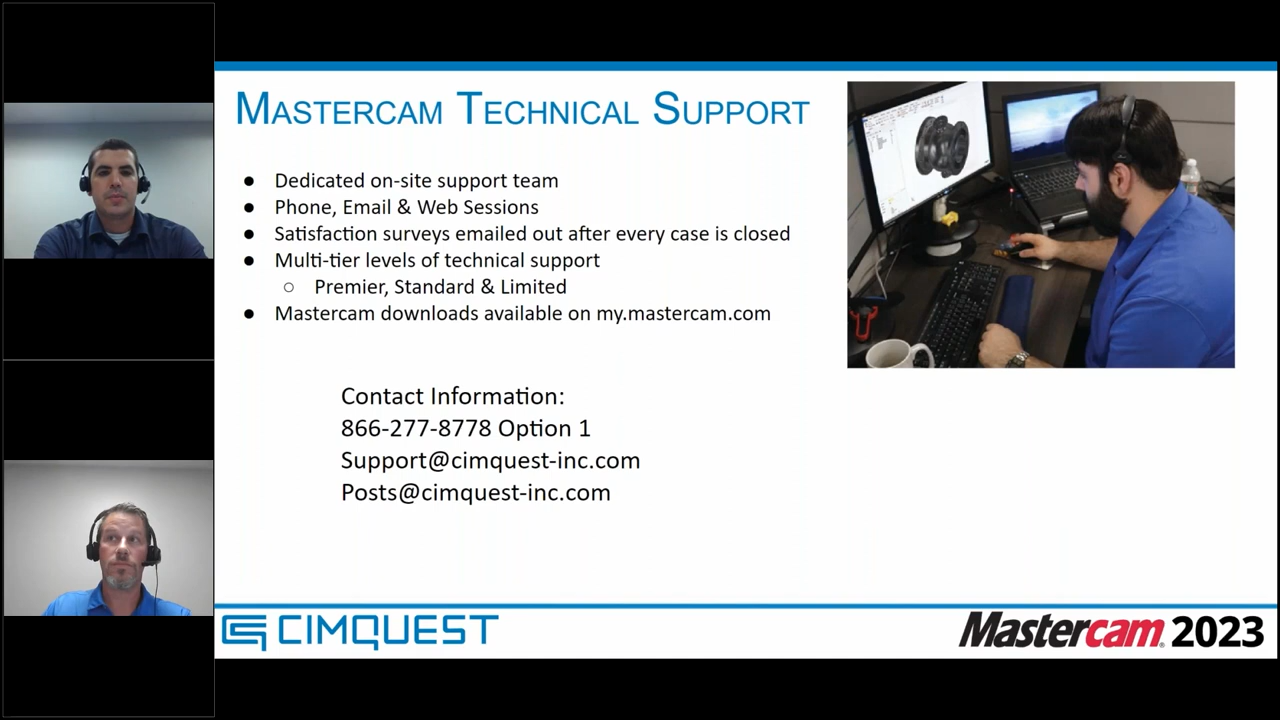 MASTERCAM TECHNICAL SUPPORT
● Dedicated on-site support team
● Phone, Email & Web Sessions
● Satisfaction surveys emailed out after every case is closed
● Multi-tier levels of technical support
○ Premier, Standard & Limited
● Mastercam downloads available on my.mastercam.com
Contact Information:
866-277-8778 Option 1
Support@cimquest-inc.com
Posts@cimquest-inc.com
CIMQUEST
Mastercam® 2023